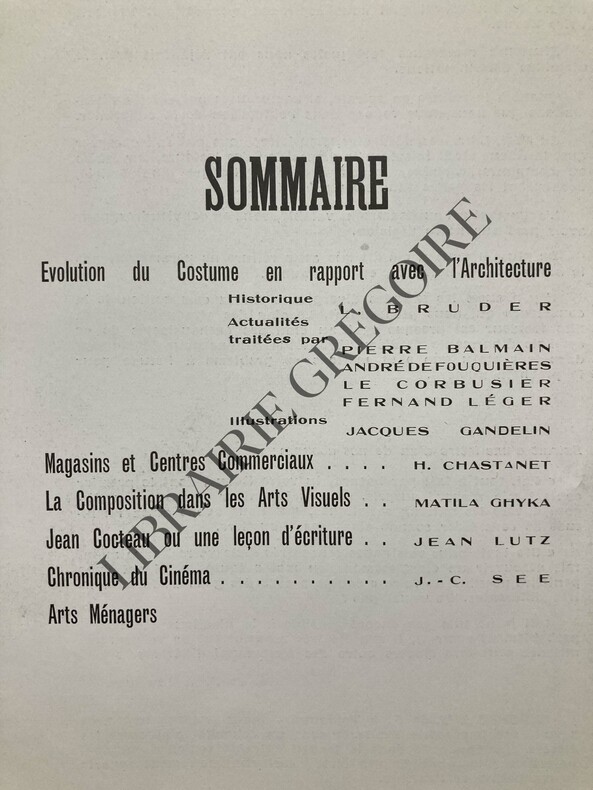 SOMMAIRE
Evolution du Costume en rapport avec l'Architecture
Historique L. BRUDER
Actualités
traitées par PIERRE BALMAIN
ANDRÉ DE FOUQUIÈRES
LE CORBUSIER
FERNAND LÉGER
Illustrations JACQUES GANDELIN
Magasins et Centres Commerciaux .... H. CHASTANET
La Composition dans les Arts Visuels .. MATILA GHYKA
Jean Cocteau ou une leçon d'écriture .. JEAN LUTZ
Chronique du Cinéma .......... J.-C. SEE
Arts Ménagers
LIBRAIRIE GRÉGOIRE